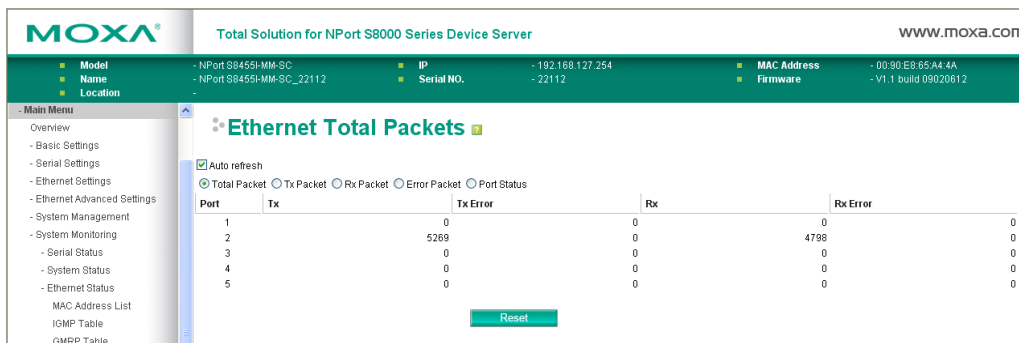 MOXA®
Total Solution for NPort S8000 Series Device Server
www.moxa.com
Model - NPort S8455I-MM-SC IP - 192.168.127.254 MAC Address - 00:90:E8:65:A4:4A
Name - NPort S8455I-MM-SC_22112 Serial NO. - 22112 Firmware - V1.1 build 09020612
Location -
- Main Menu
Overview
- Basic Settings
- Serial Settings
- Ethernet Settings
- Ethernet Advanced Settings
- System Management
- System Monitoring
- Serial Status
- System Status
- Ethernet Status
MAC Address List
IGMP Table
GMRP Table
Ethernet Total Packets
Auto refresh
Total Packet Tx Packet Rx Packet Error Packet Port Status
Port Tx Tx Error Rx Rx Error
1 0 0 0 0
2 5269 0 4798 0
3 0 0 0 0
4 0 0 0 0
5 0 0 0 0
Reset